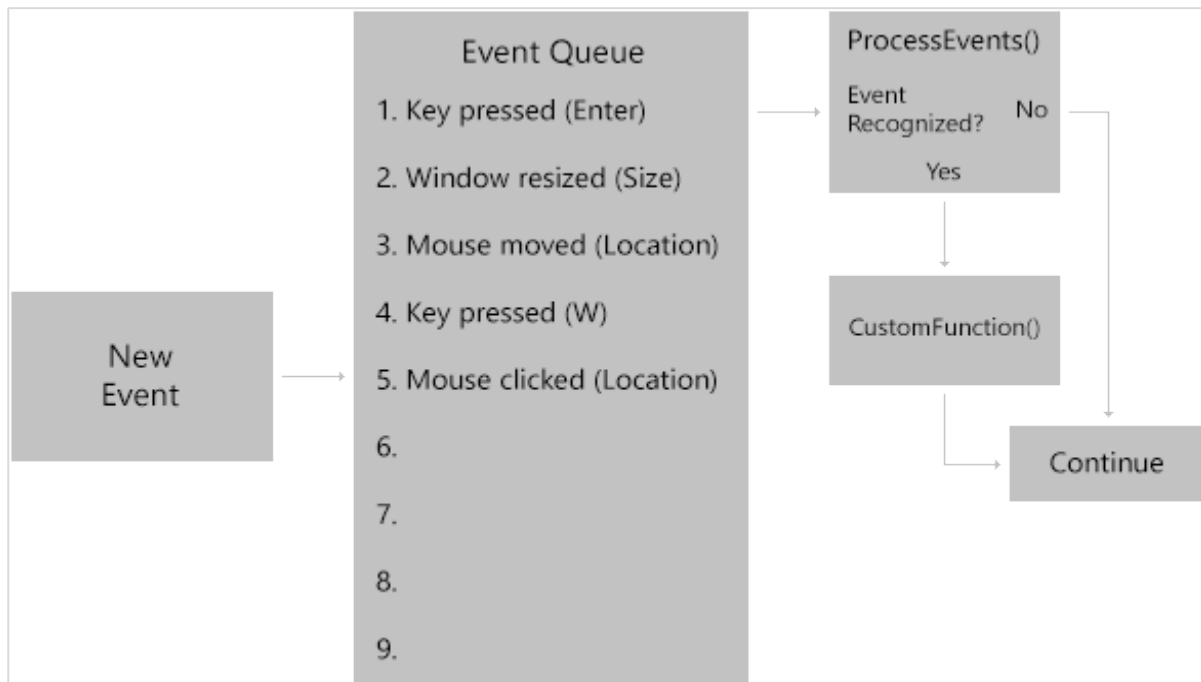 New
Event
Event Queue
1. Key pressed (Enter)
2. Window resized (Size)
3. Mouse moved (Location)
4. Key pressed (W)
5. Mouse clicked (Location)
6.
7.
8.
9.
ProcessEvents()
Event
Recognized? No
Yes
CustomFunction()
Continue